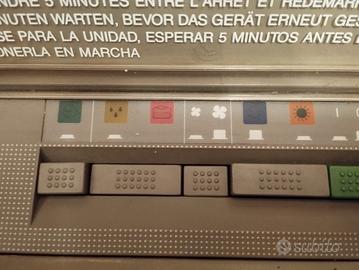 NDRE 5 MINUTES ENTRE L'ARRET ET REDEMAR
NUTEN WARTEN, BEVOR DAS GERÄT ERNEUT GES
SE PARA LA UNIDAD, ESPERAR 5 MINUTOS ANTES D
ONERLA EN MARCHA
subito